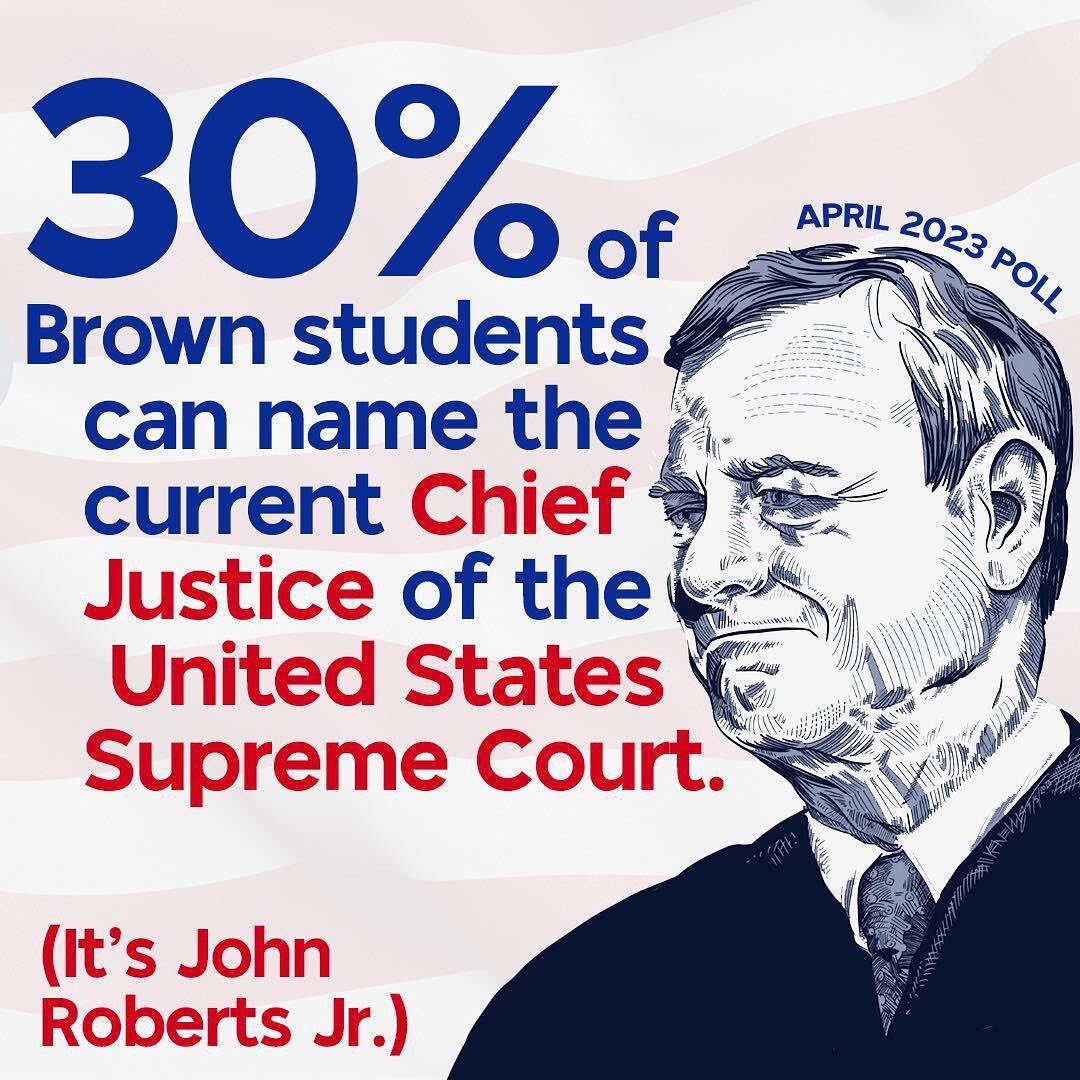 30% of
Brown students
can name the
current Chief
Justice of the
United States
Supreme Court.
APRIL 2023 POLL
(It's John
Roberts Jr.)